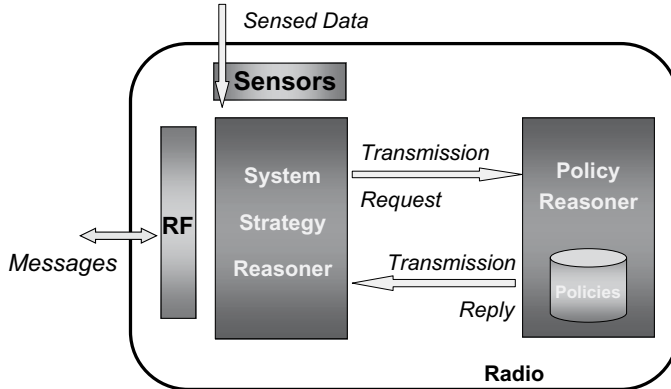 Sensed Data
Sensors
System
Strategy
Reasoner
RF
Messages
Transmission
Request
Transmission
Reply
Policy
Reasoner
Policies
Radio